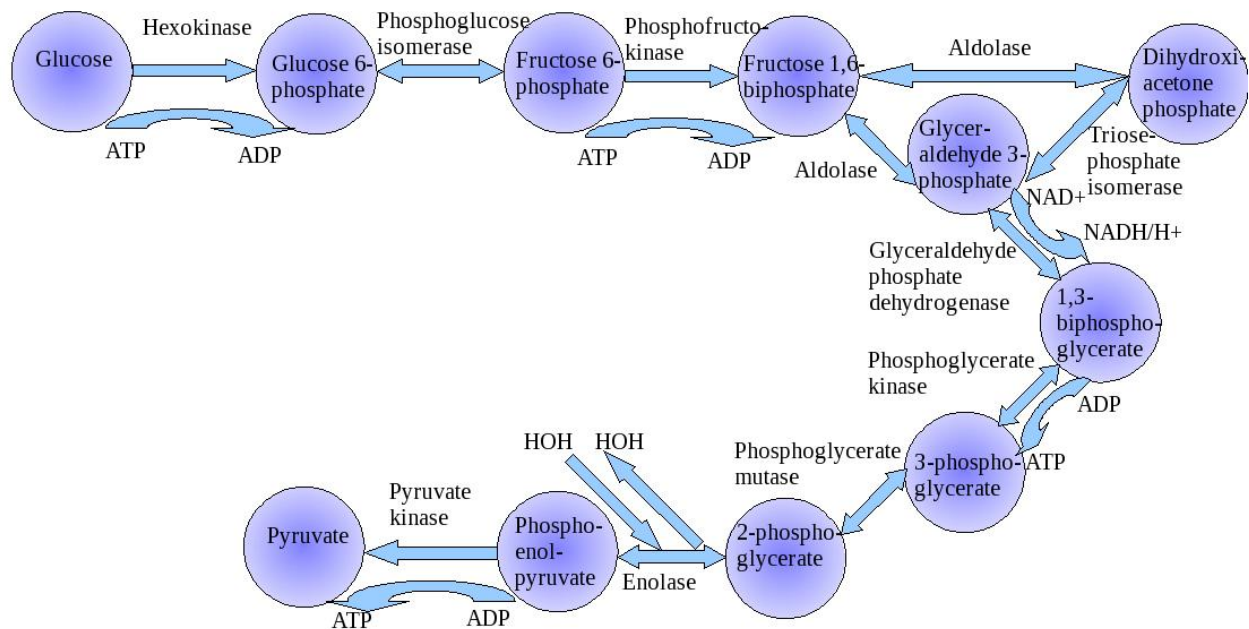 Glucose
Hexokinase
ATP
ADP
Glucose 6-
phosphate
Phosphoglucose
isomerase
Fructose 6-
phosphate
Phosphofructo-
kinase
ATP
ADP
Fructose 1,6-
biphosphate
Aldolase
Dihydroxi-
acetone
phosphate
Aldolase
Glycer-
aldehyde 3-
phosphate
Triose-
phosphate
isomerase
NAD+
NADH/H+
Glyceraldehyde
phosphate
dehydrogenase
1,3-
biphospho-
glycerate
Phosphoglycerate
kinase
ADP
ATP
3-phospho-
glycerate
Phosphoglycerate
mutase
2-phospho-
glycerate
HOH
HOH
Enolase
Phospho-
enol-
pyruvate
Pyruvate
kinase
ADP
ATP
Pyruvate